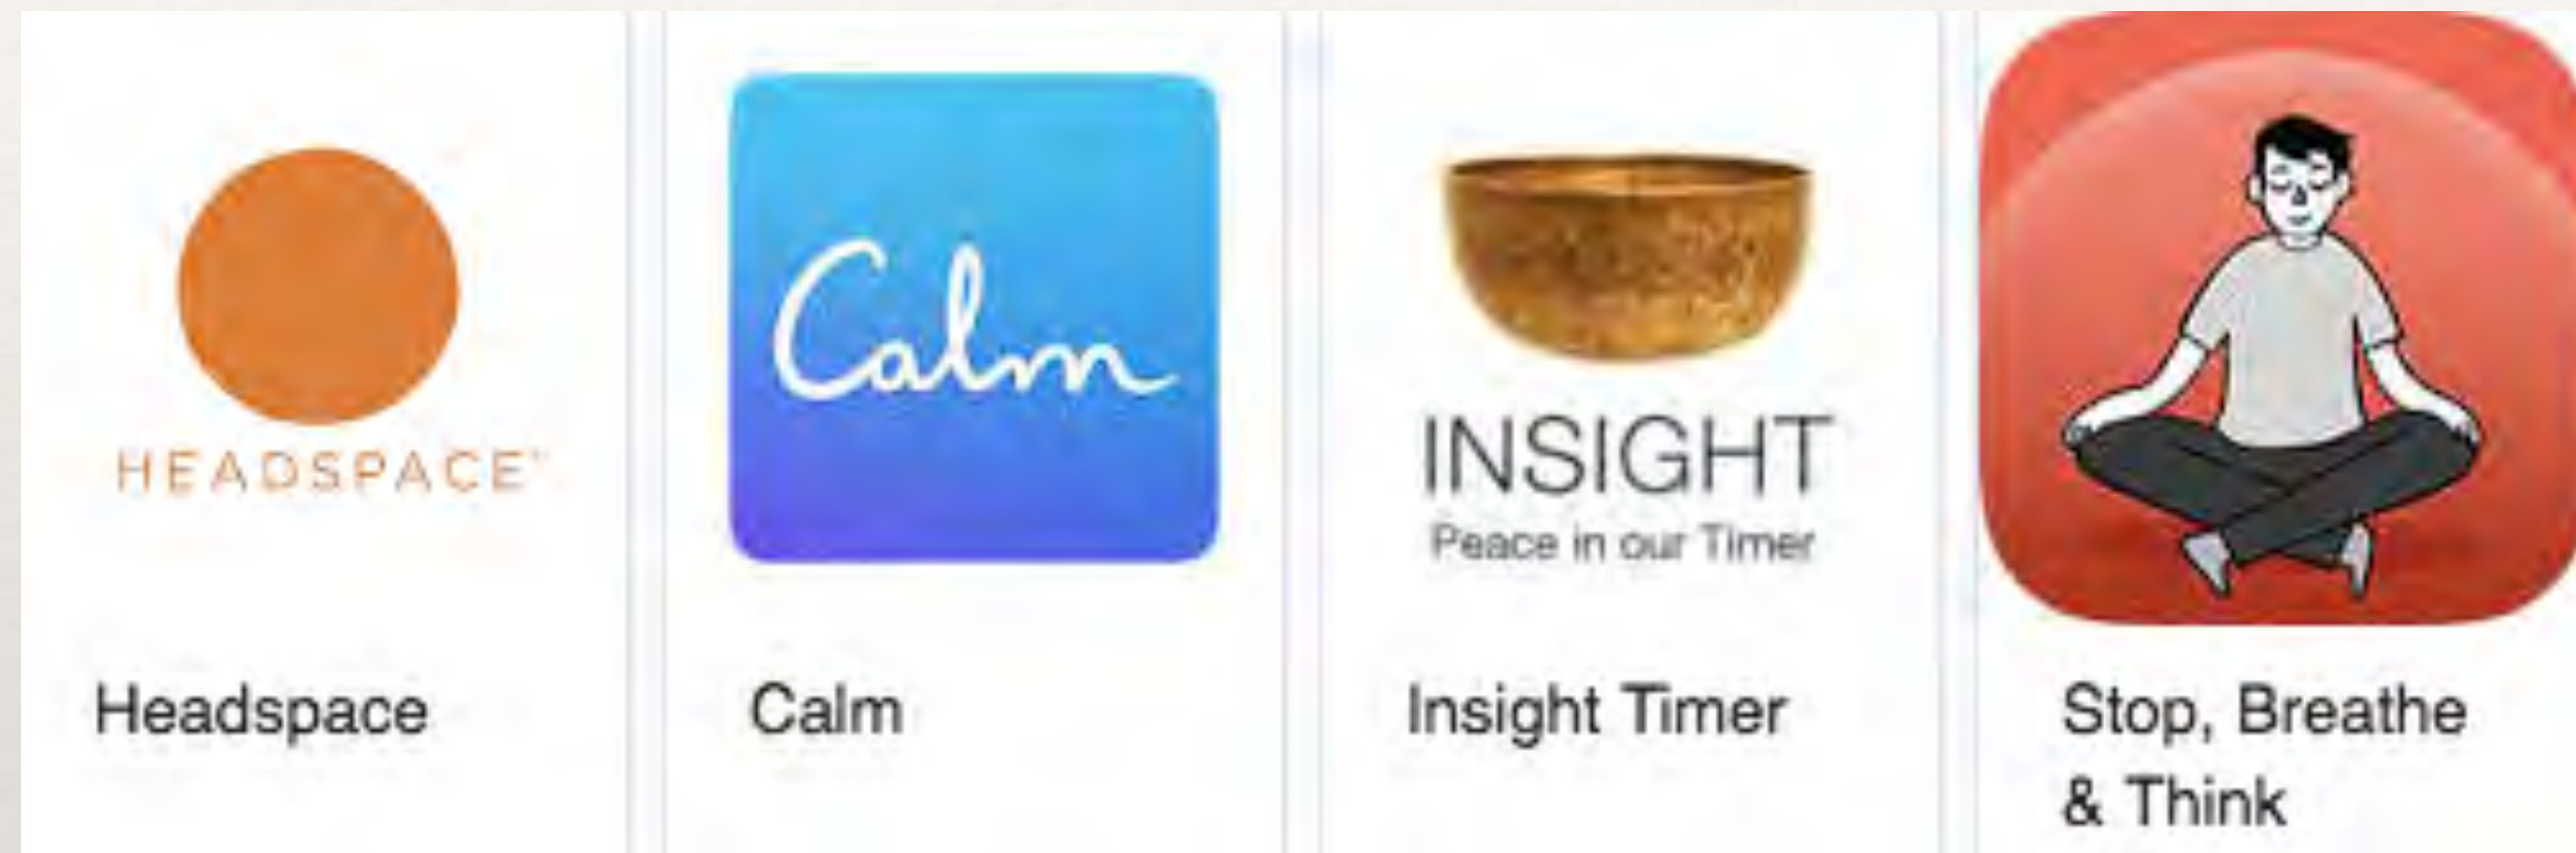 HEADSPACE
Headspace
Calm
Calm
INSIGHT
Peace in our Timer
Insight Timer
Stop, Breathe
& Think